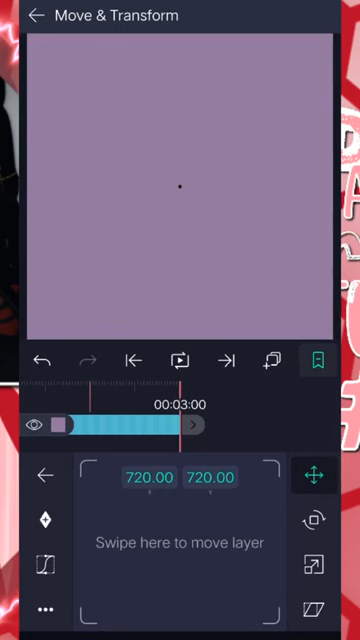 Move & Transform
00:03:00
720.00 720.00
X Y
Swipe here to move layer